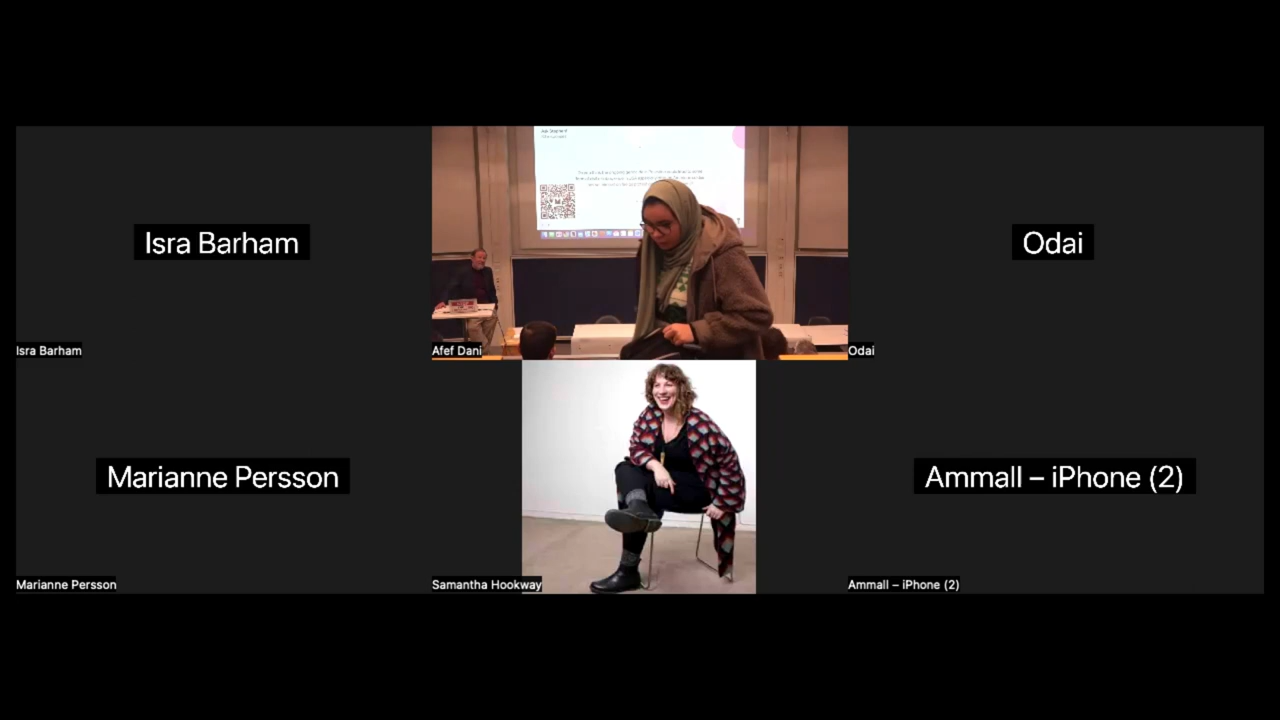 Isra Barham
Odai
Isra Barham
Afef Dani
Odai
Marianne Persson
Ammall – iPhone (2)
Marianne Persson
Samantha Hookway
Ammall – iPhone (2)